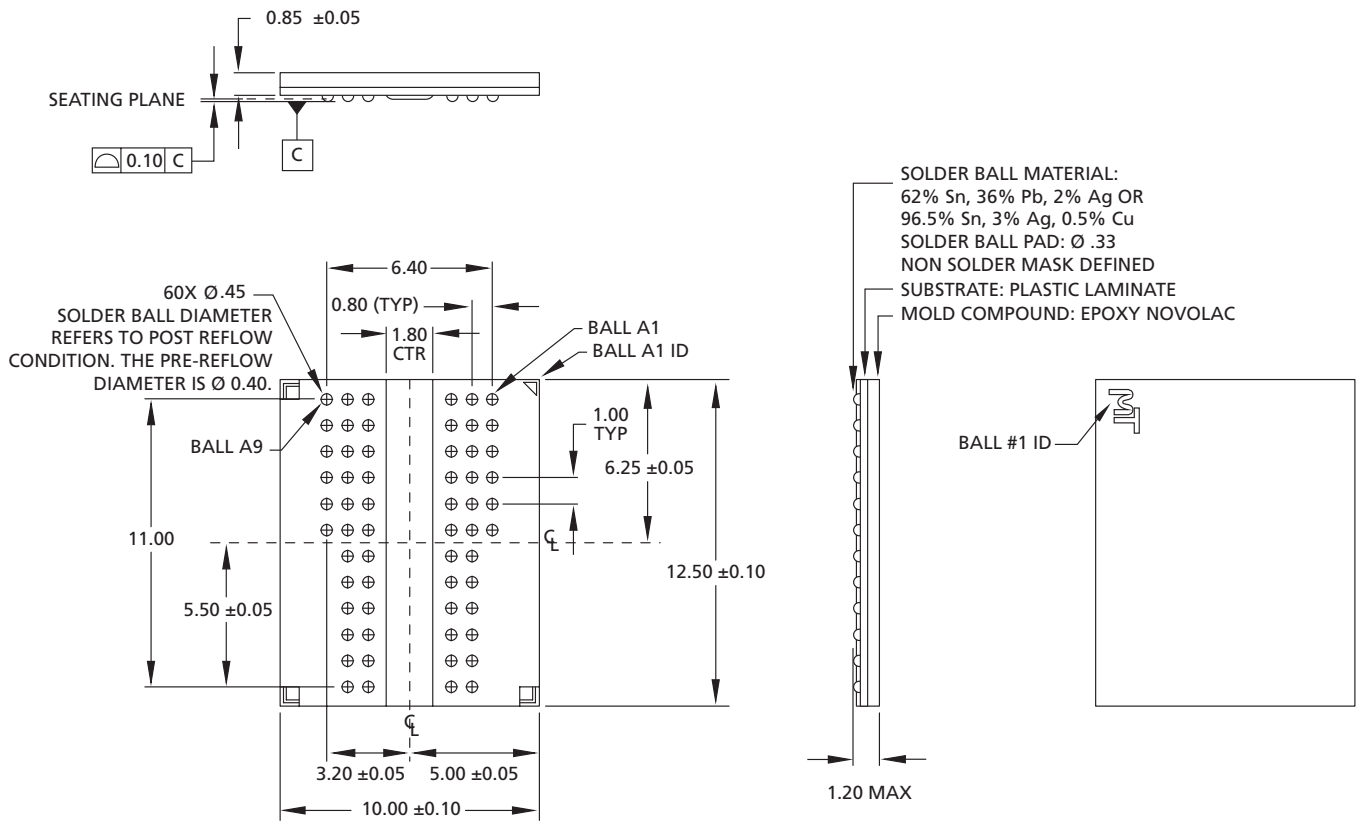 0.85 ±0.05
SEATING PLANE
0.10 C
C
SOLDER BALL MATERIAL:
62% Sn, 36% Pb, 2% Ag OR
96.5% Sn, 3% Ag, 0.5% Cu
SOLDER BALL PAD: Ø .33
NON SOLDER MASK DEFINED
SUBSTRATE: PLASTIC LAMINATE
MOLD COMPOUND: EPOXY NOVOLAC
6.40
60X Ø.45
SOLDER BALL DIAMETER
REFERS TO POST REFLOW
CONDITION. THE PRE-REFLOW
DIAMETER IS Ø 0.40.
0.80 (TYP)
1.80
CTR
BALL A1
BALL A1 ID
BALL A9
1.00
TYP
6.25 ±0.05
BALL #1 ID
MT
11.00
CL
12.50 ±0.10
5.50 ±0.05
CL
3.20 ±0.05
5.00 ±0.05
10.00 ±0.10
1.20 MAX